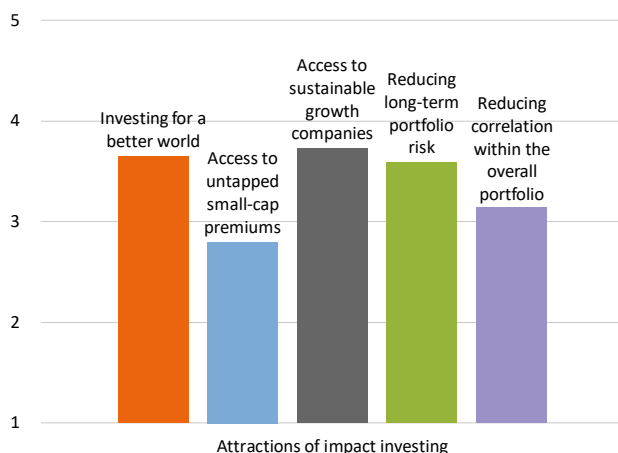 5
4
3
2
1
Investing for a
better world
Access to
untapped
small-cap
premiums
Access to
sustainable
growth
companies
Reducing
long-term
portfolio
risk
Reducing
correlation
within the
overall
portfolio
Attractions of impact investing